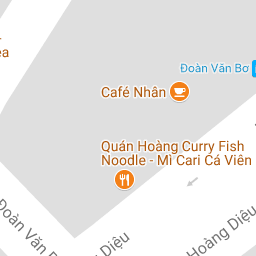 ea
Đoàn Văn Bơ
Café Nhân
Quán Hoàng Curry Fish
Noodle - Mì Cari Cá Viên
Đoàn Văn B
Diệu
Hoàng Diệu